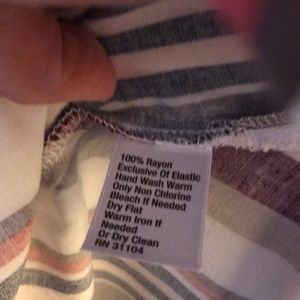 100% Rayon
Exclusive Of Elastic
Hand Wash Warm
Only Non Chlorine
Bleach If Needed
Dry Flat
Warm Iron If
Needed
Or Dry Clean
RN 31104